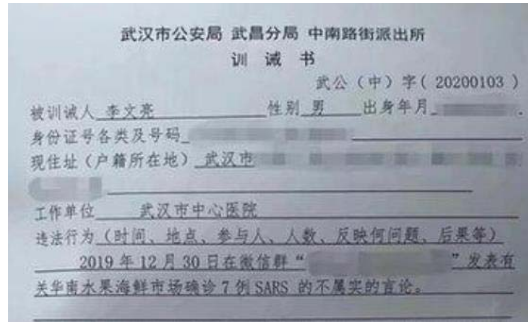 武汉市公安局 武昌分局 中南路街派出所
训 诫 书
武公（中）字( 20200103 )
被训诫人 李文亮 性别 男 出身年月
身份证号各类及号码
现住址（户籍所在地） 武汉市
工作单位 武汉市中心医院
违法行为（时间、地点、参与人、人数、反映何问题、后果等）
2019 年 12 月 30 日在微信群“ ”发表有
关华南水果海鲜市场确诊 7 例 SARS 的不属实的言论。